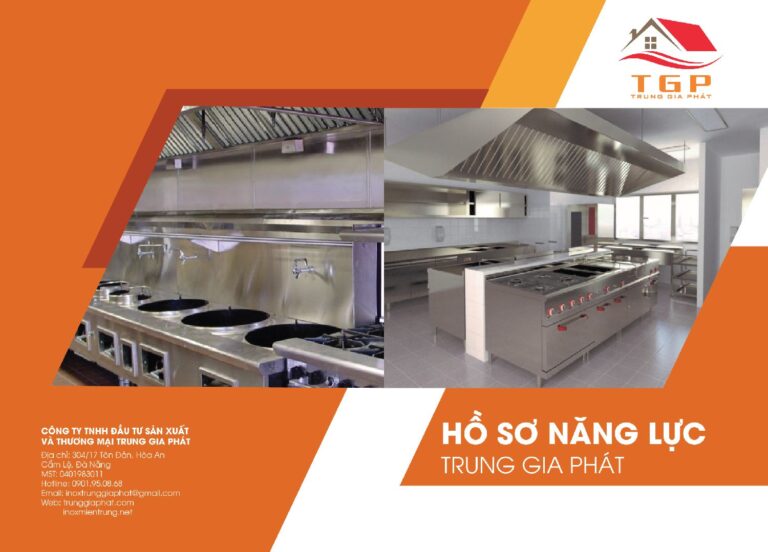 TGP
TRUNG GIA PHÁT
HỒ SƠ NĂNG LỰC
TRUNG GIA PHÁT
CÔNG TY TNHH ĐẦU TƯ SẢN XUẤT
VÀ THƯƠNG MẠI TRUNG GIA PHÁT
Địa chỉ: 304/17 Tôn Đản, Hòa An
Cẩm Lệ, Đà Nẵng
MST: 0401983011
Hotline: 0901.95.08.68
Email: inoxtrunggiaphat@gmail.com
Web: trunggiaphat.com
inoxmientrung.net